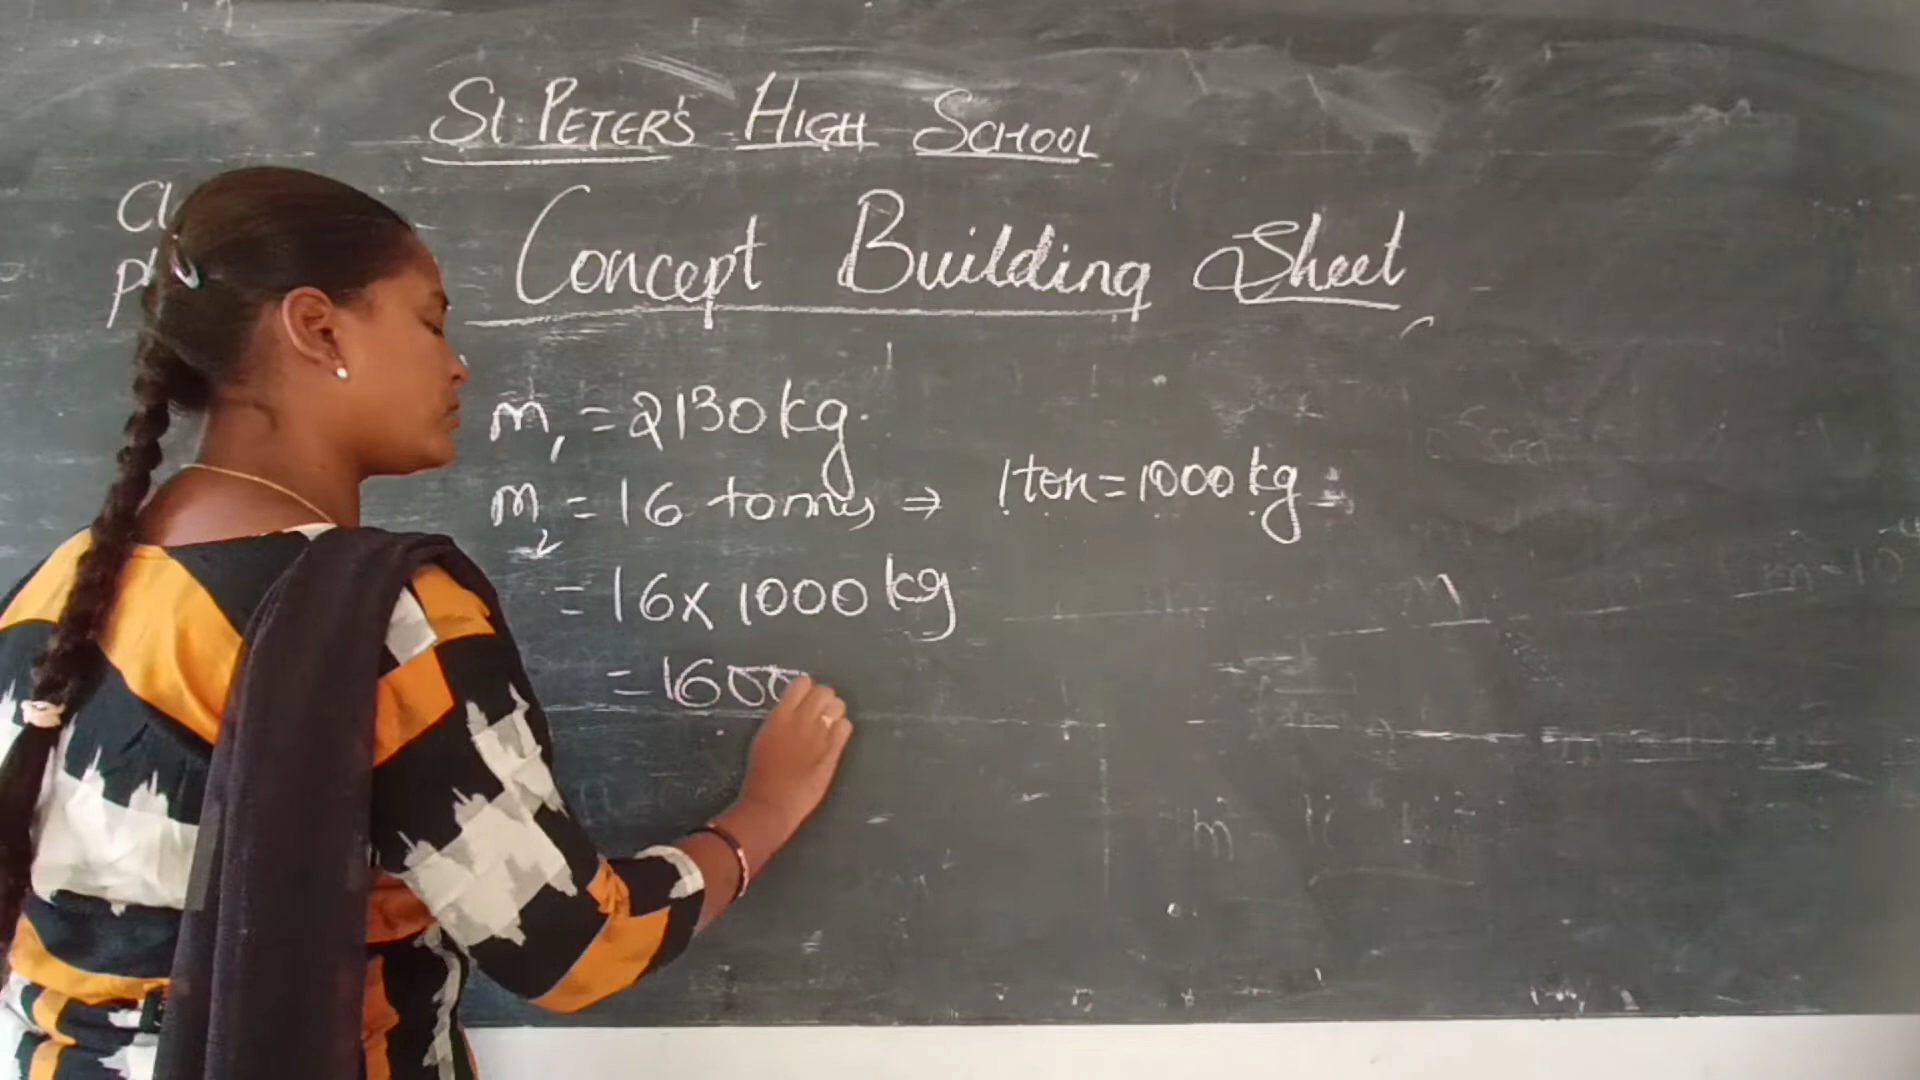 St PETER'S HIGH SCHOOL
Concept Building Sheet
m₁ = 2130 kg.
m₂ = 16 tonnes ⇒ 1 ton = 1000 kg
= 16 x 1000 kg
= 1600